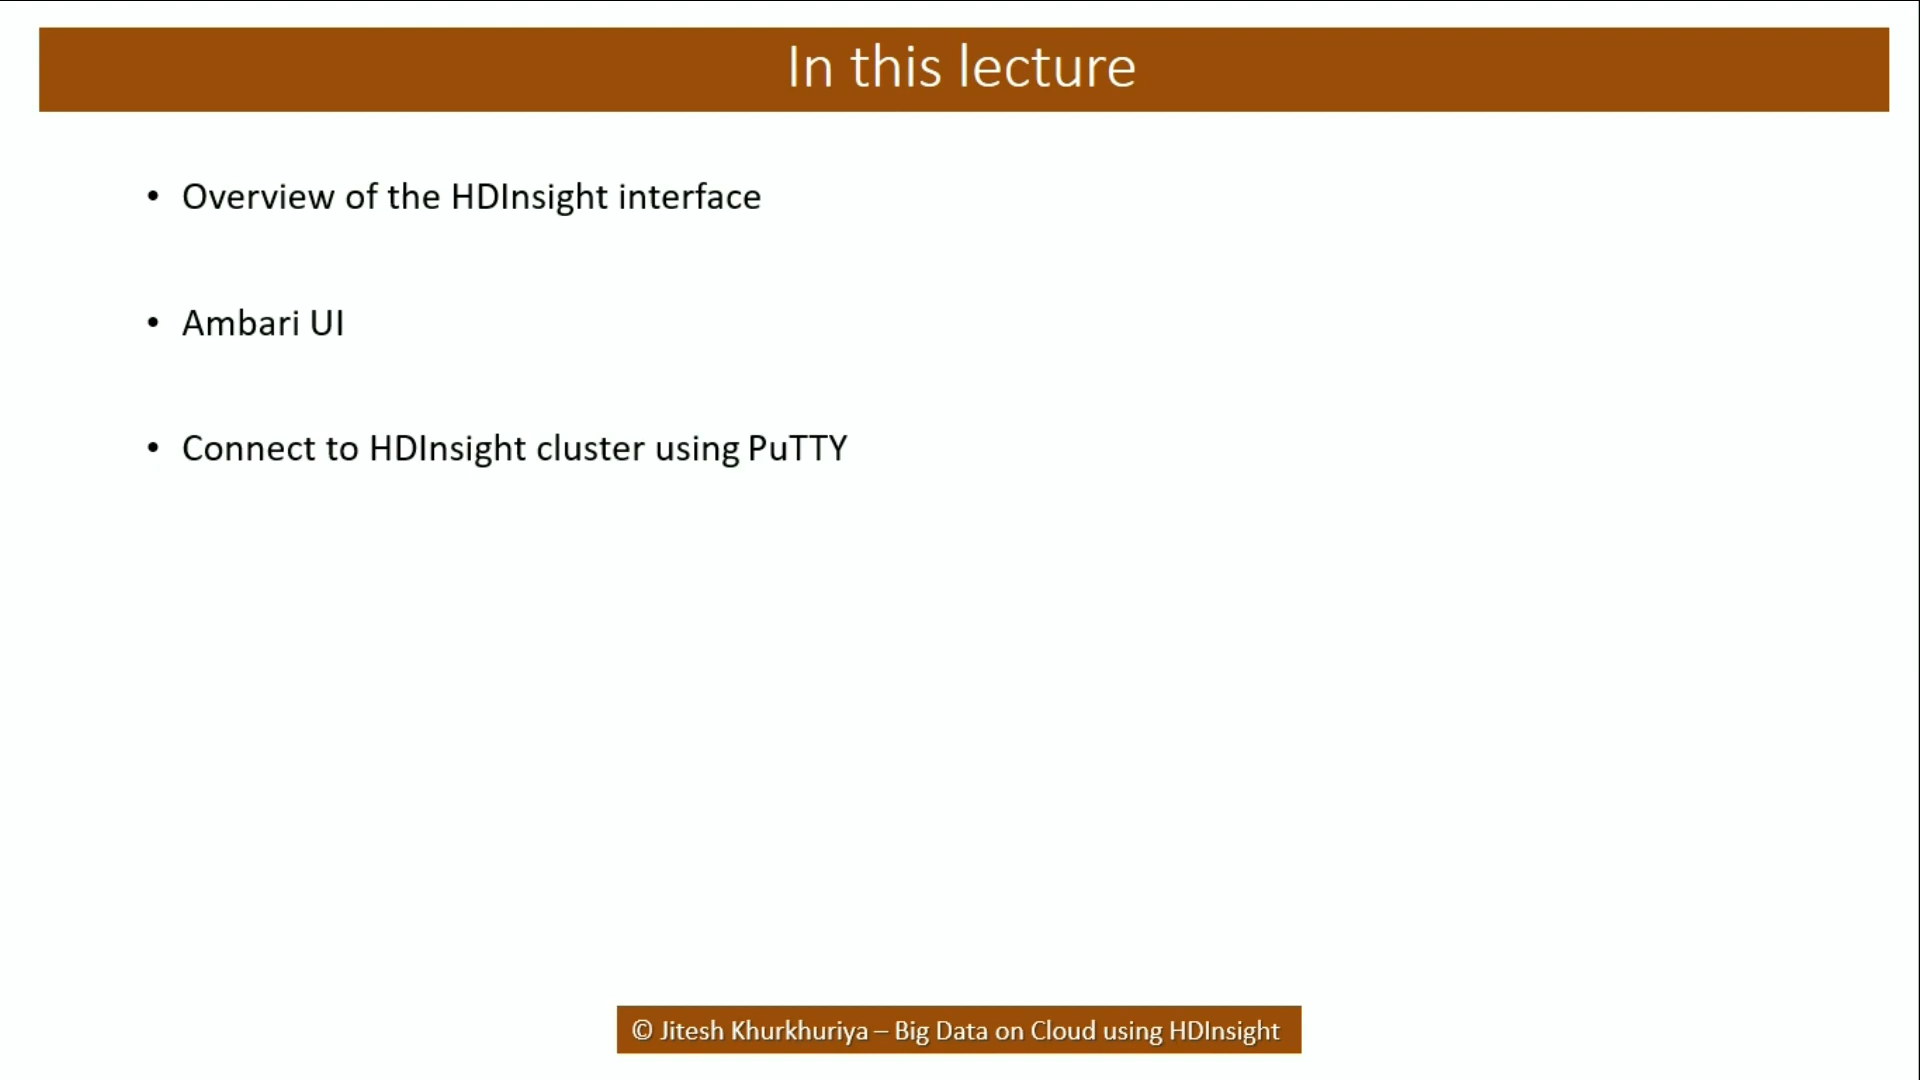 In this lecture
• Overview of the HDInsight interface
• Ambari UI
• Connect to HDInsight cluster using PuTTY
© Jitesh Khurkhuriya – Big Data on Cloud using HDInsight